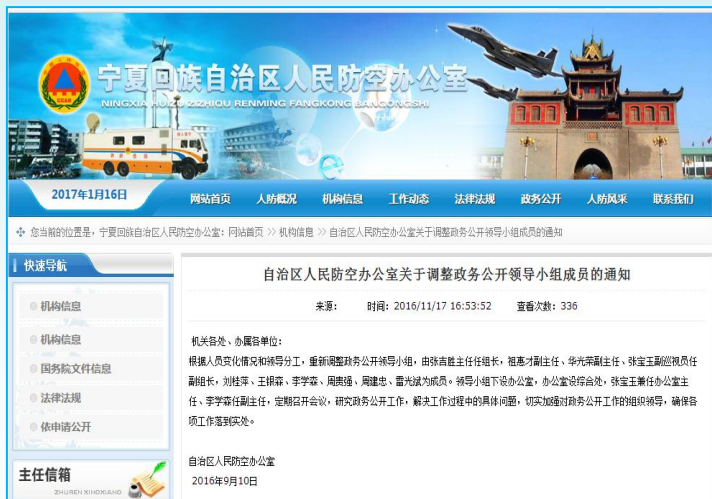 宁夏回族自治区人民防空办公室
NINGXIA HUIZU ZIZHIQU RENMING FANGKONG BANGONGSHI
2017年1月16日
网站首页 人防概况 机构信息 工作动态 法律法规 政务公开 人防风采 联系我们
您当前的位置是，宁夏回族自治区人民防空办公室：网站首页 >> 机构信息 >> 自治区人民防空办公室关于调整政务公开领导小组成员的通知
快速导航
机构信息
机构信息
国务院文件信息
法律法规
依申请公开
主任信箱
ZHUREN XINOXIANG
自治区人民防空办公室关于调整政务公开领导小组成员的通知
来源： 时间：2016/11/17 16:53:52 查看次数：336
机关各处、办属各单位：
根据人员变化情况和领导分工，重新调整政务公开领导小组，由张吉胜主任任组长，祖惠才副主任、华光荣副主任、张宝玉副巡视员任
副组长，刘桂萍、王银森、李学森、周贵强、周建忠、雷光斌为成员。领导小组下设办公室，办公室设综合处，张宝玉兼任办公室主
任、李学森任副主任，定期召开会议，研究政务公开工作，解决工作过程中的具体问题，切实加强对政务公开工作的组织领导，确保各
项工作落到实处。
自治区人民防空办公室
2016年9月10日